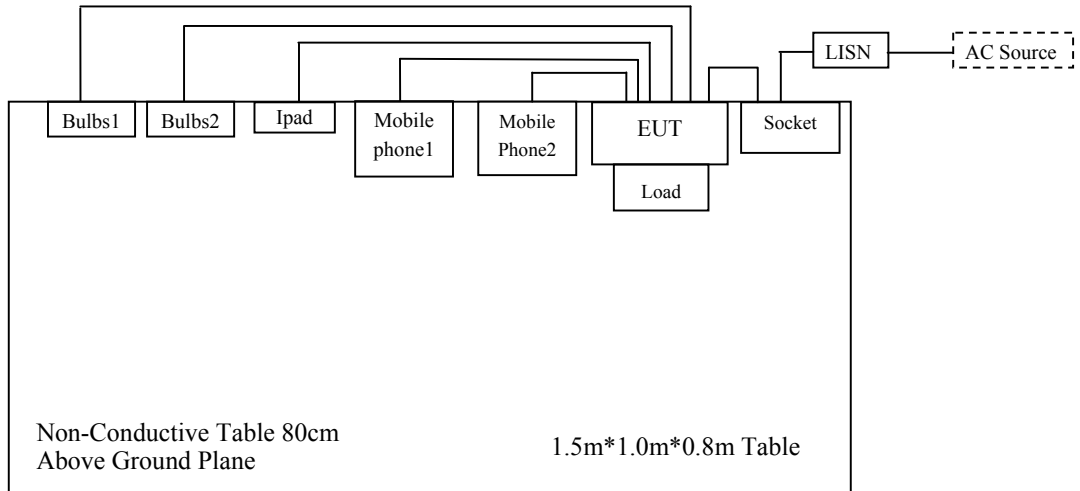 LISN
AC Source
Bulbs1
Bulbs2
Ipad
Mobile
phone1
Mobile
Phone2
EUT
Socket
Load
Non-Conductive Table 80cm
Above Ground Plane
1.5m*1.0m*0.8m Table